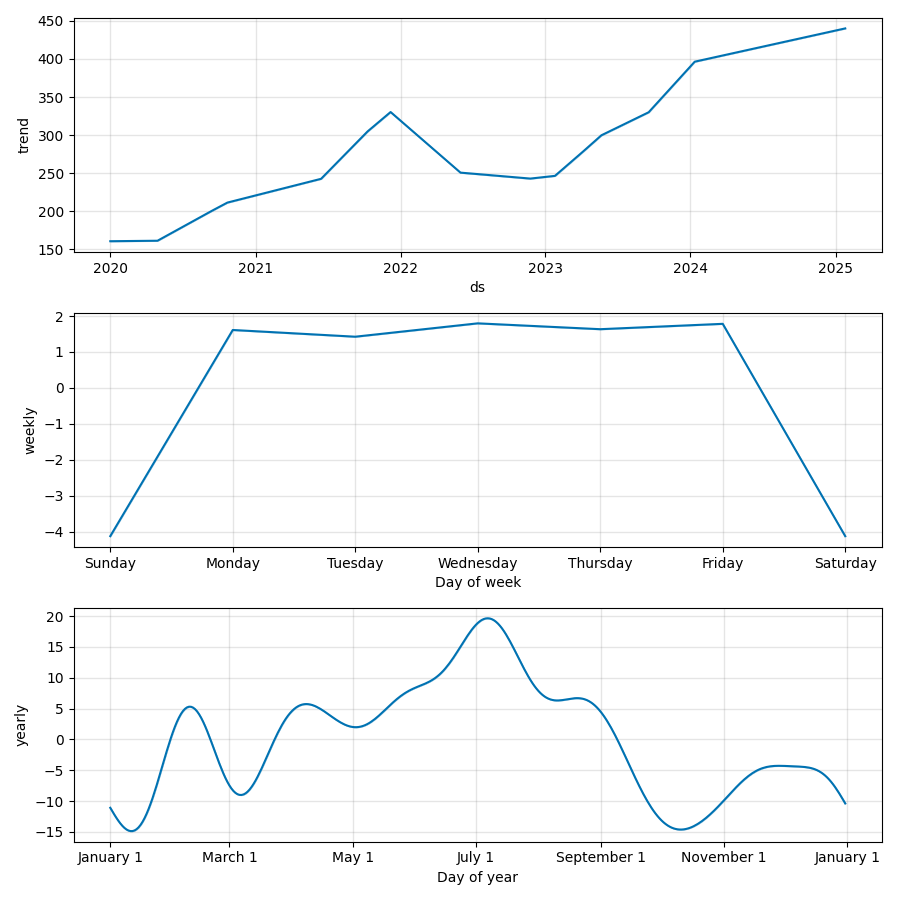 450
400
350
300
250
200
150
trend
2020 2021 2022 2023 2024 2025
ds
2
1
0
−1
−2
−3
−4
weekly
Sunday Monday Tuesday Wednesday Thursday Friday Saturday
Day of week
20
15
10
5
0
−5
−10
−15
yearly
January 1 March 1 May 1 July 1 September 1 November 1 January 1
Day of year